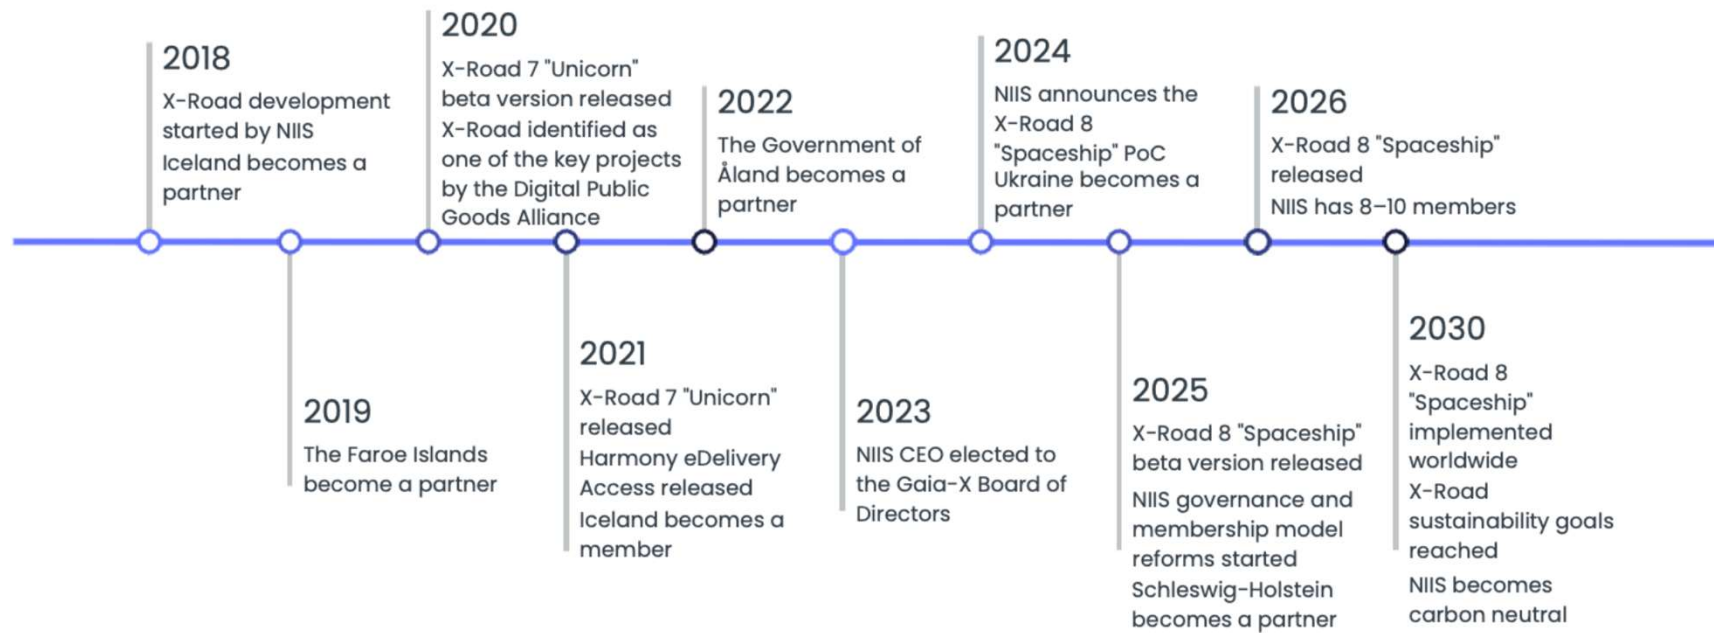 2018
X-Road development
started by NIIS
Iceland becomes a
partner
2019
The Faroe Islands
become a partner
2020
X-Road 7 "Unicorn"
beta version released
X-Road identified as
one of the key projects
by the Digital Public
Goods Alliance
2021
X-Road 7 "Unicorn"
released
Harmony eDelivery
Access released
Iceland becomes a
member
2022
The Government of
Åland becomes a
partner
2023
NIIS CEO elected to
the Gaia-X Board of
Directors
2024
NIIS announces the
X-Road 8
"Spaceship" PoC
Ukraine becomes a
partner
2025
X-Road 8 "Spaceship"
beta version released
NIIS governance and
membership model
reforms started
Schleswig-Holstein
becomes a partner
2026
X-Road 8 "Spaceship"
released
NIIS has 8–10 members
2030
X-Road 8
"Spaceship"
implemented
worldwide
X-Road
sustainability goals
reached
NIIS becomes
carbon neutral